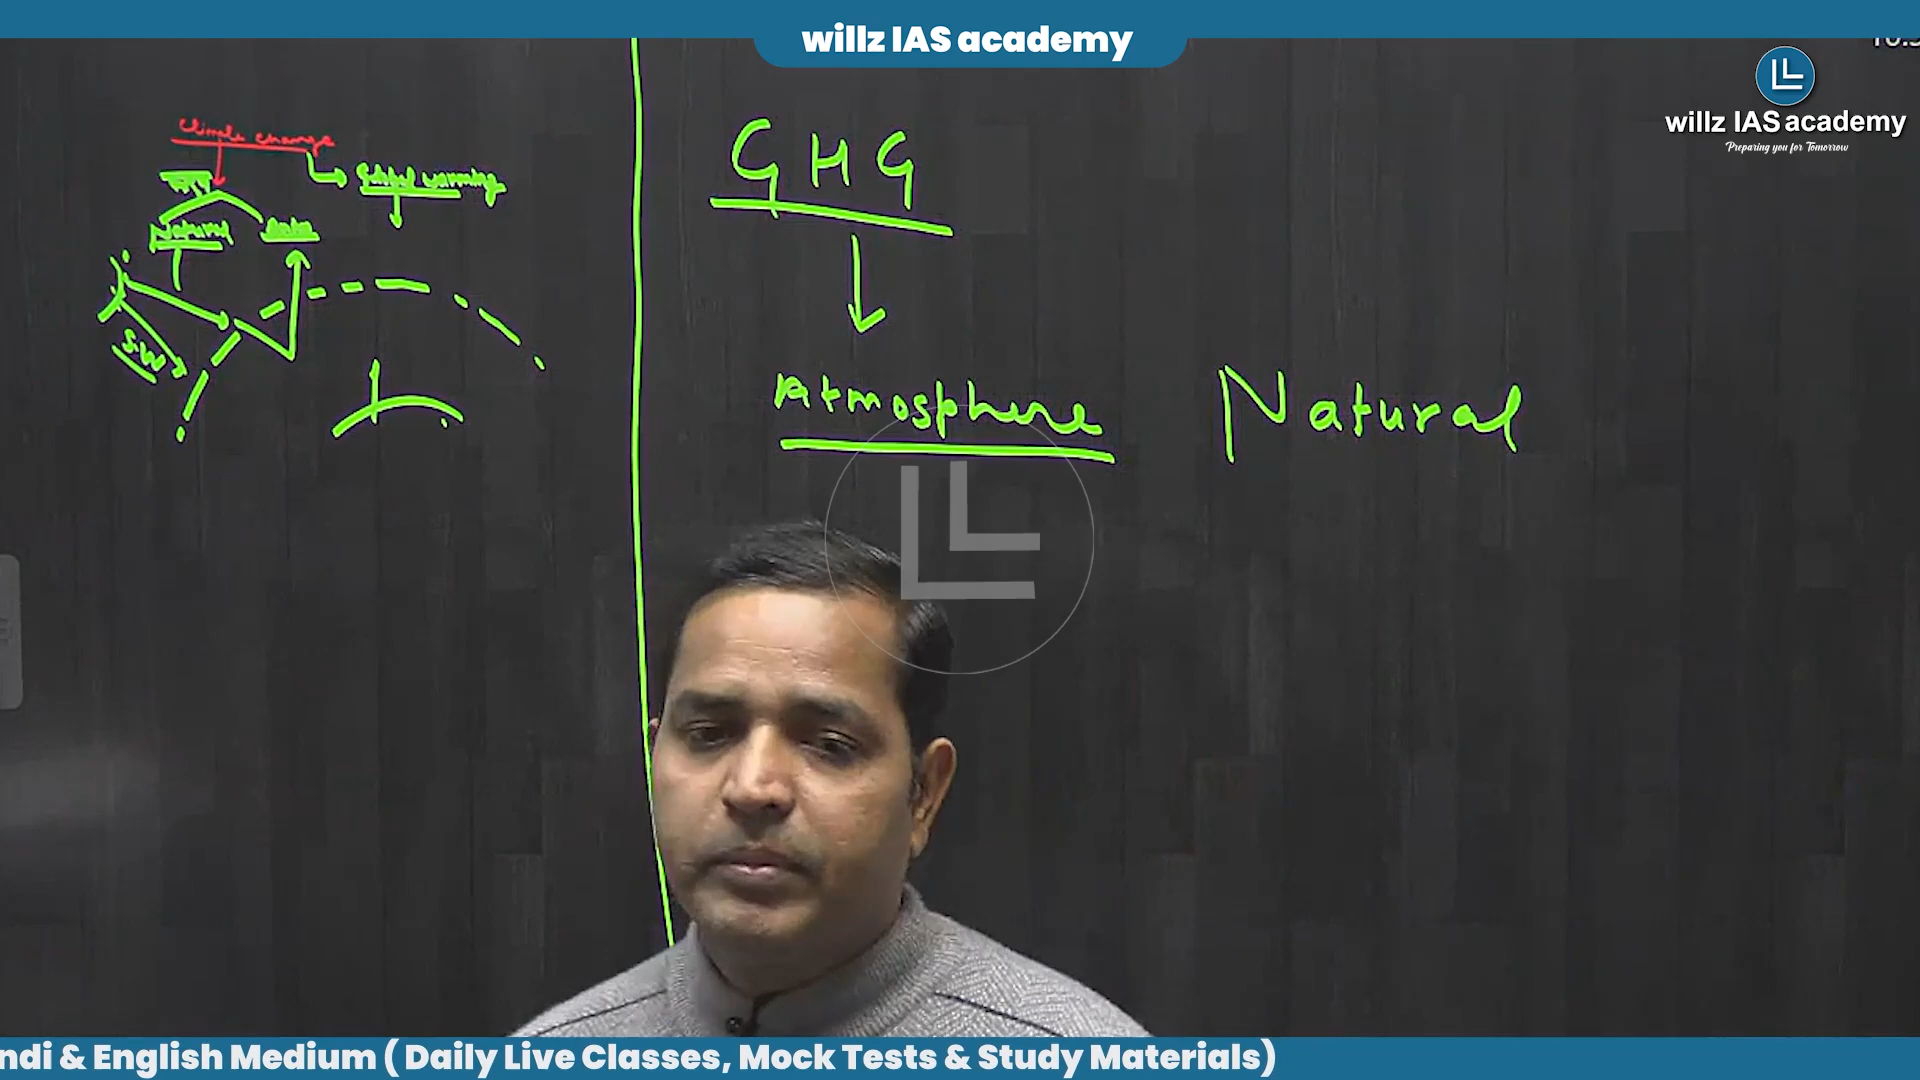 willz IAS academy
willz IAS academy
Preparing you for Tomorrow
Climate change
Global warming
Natural
S.W
GHG
Atmosphere
Natural
ndi & English Medium ( Daily Live Classes, Mock Tests & Study Materials)